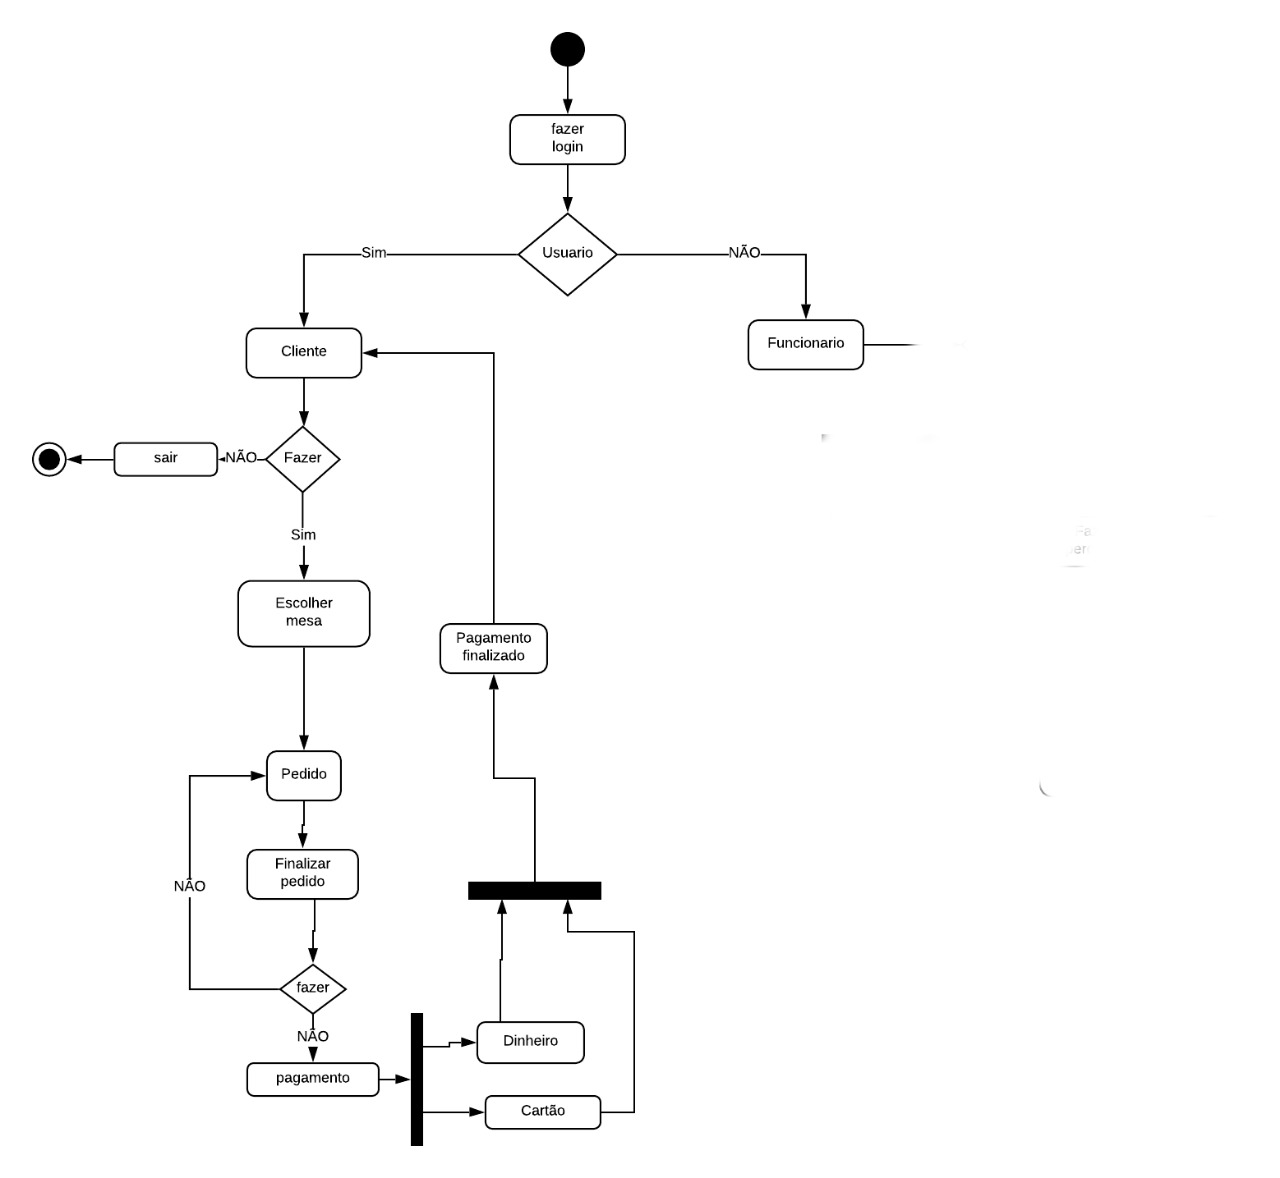 fazer
login
Usuario
Sim
NÃO
Cliente
Funcionario
Fazer
NÃO
sair
Sim
Escolher
mesa
Pagamento
finalizado
Pedido
Finalizar
pedido
NÃO
fazer
NÃO
Dinheiro
pagamento
Cartão